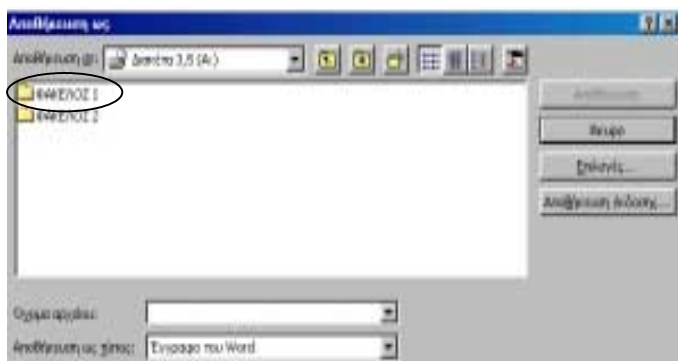 Αποθήκευση ως
Αποθήκευση σε: Δισκέτα 3,5 (A:)
ΦΑΚΕΛΟΣ 1
ΦΑΚΕΛΟΣ 2
Αποθήκευση
Άκυρο
Επιλογές...
Αποθήκευση έκδοσης...
Όνομα αρχείου:
Αποθήκευση ως τύπος: Έγγραφο του Word